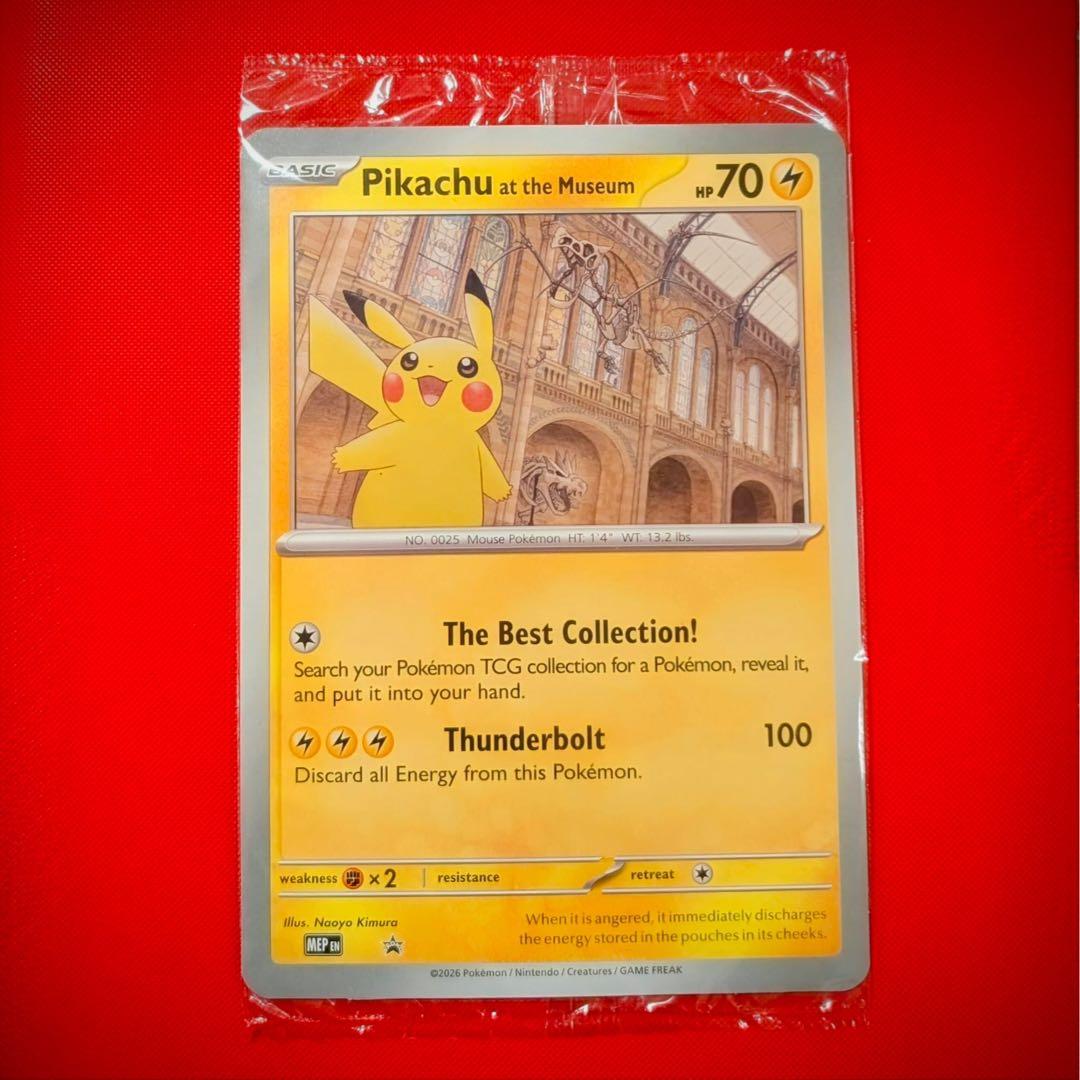 BASIC
Pikachu at the Museum HP 70
NO. 0025 Mouse Pokémon HT: 1'4" WT: 13.2 lbs.
The Best Collection!
Search your Pokémon TCG collection for a Pokémon, reveal it,
and put it into your hand.
Thunderbolt 100
Discard all Energy from this Pokémon.
weakness ×2 resistance retreat
Illus. Naoyo Kimura
MEP EN
When it is angered, it immediately discharges
the energy stored in the pouches in its cheeks.
©2026 Pokémon / Nintendo / Creatures / GAME FREAK